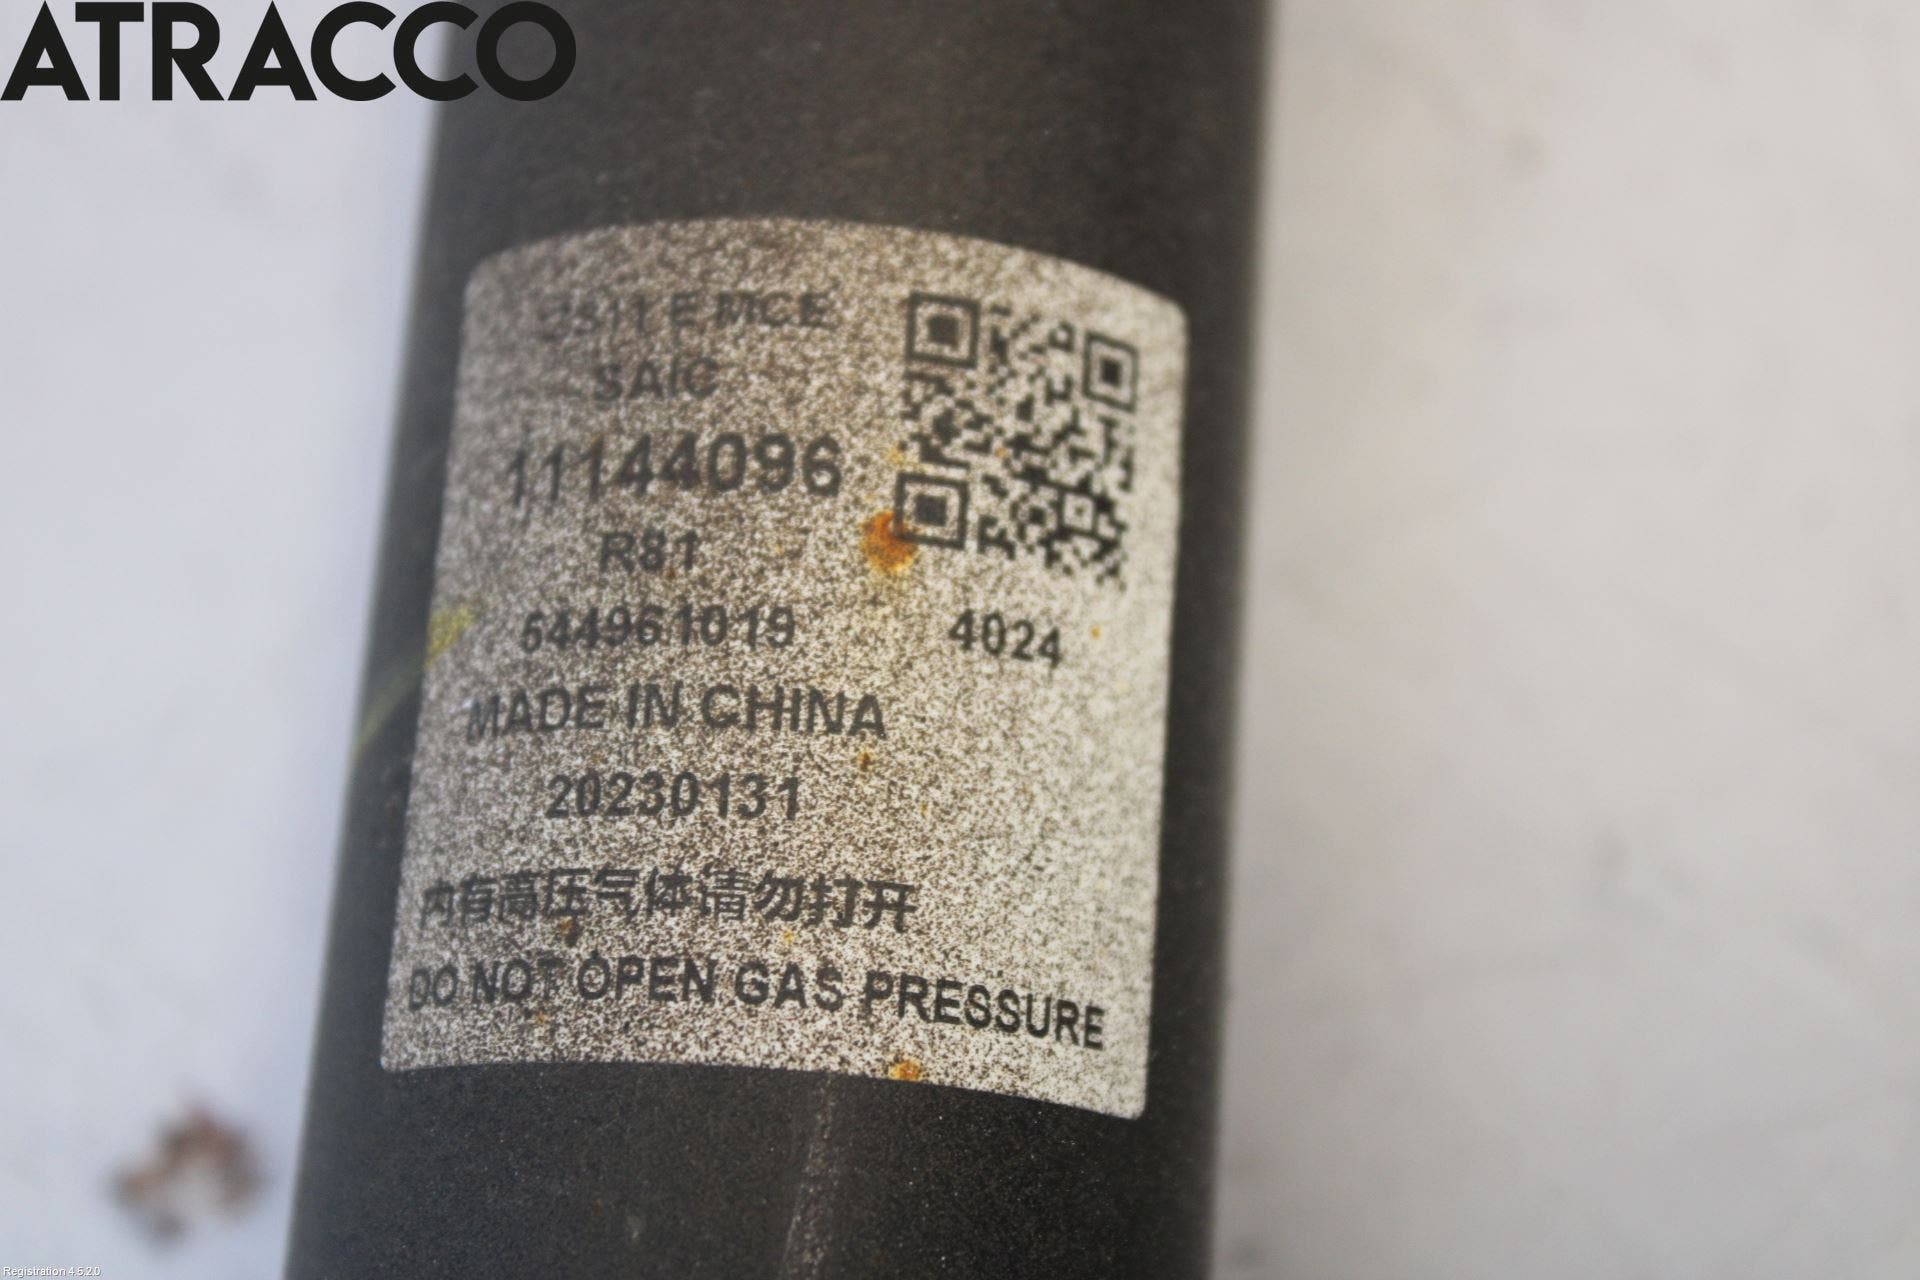 ATRACCO
MCE
SAIC
11144096
R81
544961019 4024
MADE IN CHINA
20230131
内有高压气体请勿打开
DO NOT OPEN GAS PRESSURE
Registration 4.5.2.0